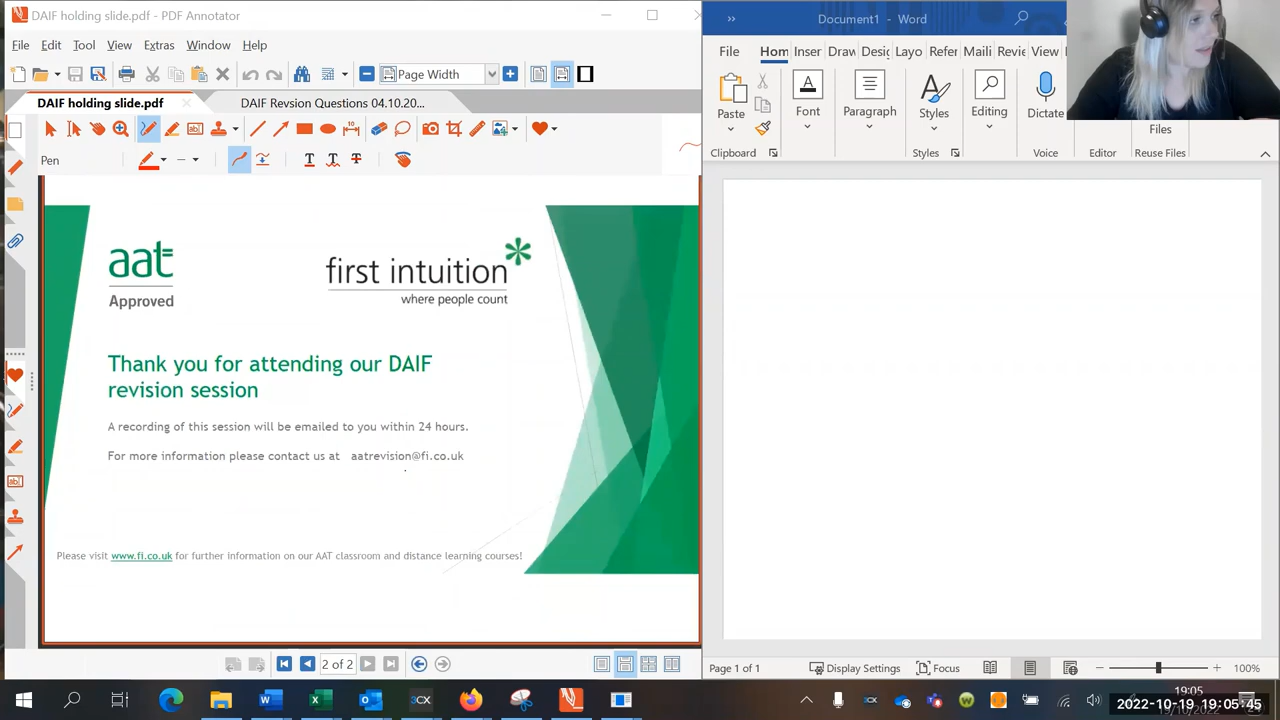 DAIF holding slide.pdf - PDF Annotator
File Edit Tool View Extras Window Help
Page Width
DAIF holding slide.pdf
DAIF Revsion Questions 04.10.20...
Pen
aat
Approved
first intuition
where people count
Thank you for attending our DAIF
revision session
A recording of this session will be emailed to you within 24 hours.
For more information please contact us at aatrevision@fi.co.uk
Please visit www.fi.co.uk for further information on our AAT classroom and distance learning courses!
2 of 2
Document1 - Word
File Hom Inser Draw Desig Layo Refer Maili Revie View
Paste
Font
Paragraph
Styles
Editing
Dictate
Files
Clipboard
Styles
Voice
Editor
Reuse Files
Page 1 of 1
Display Settings
Focus
100%
19:05
2022-10-19 19:05:45